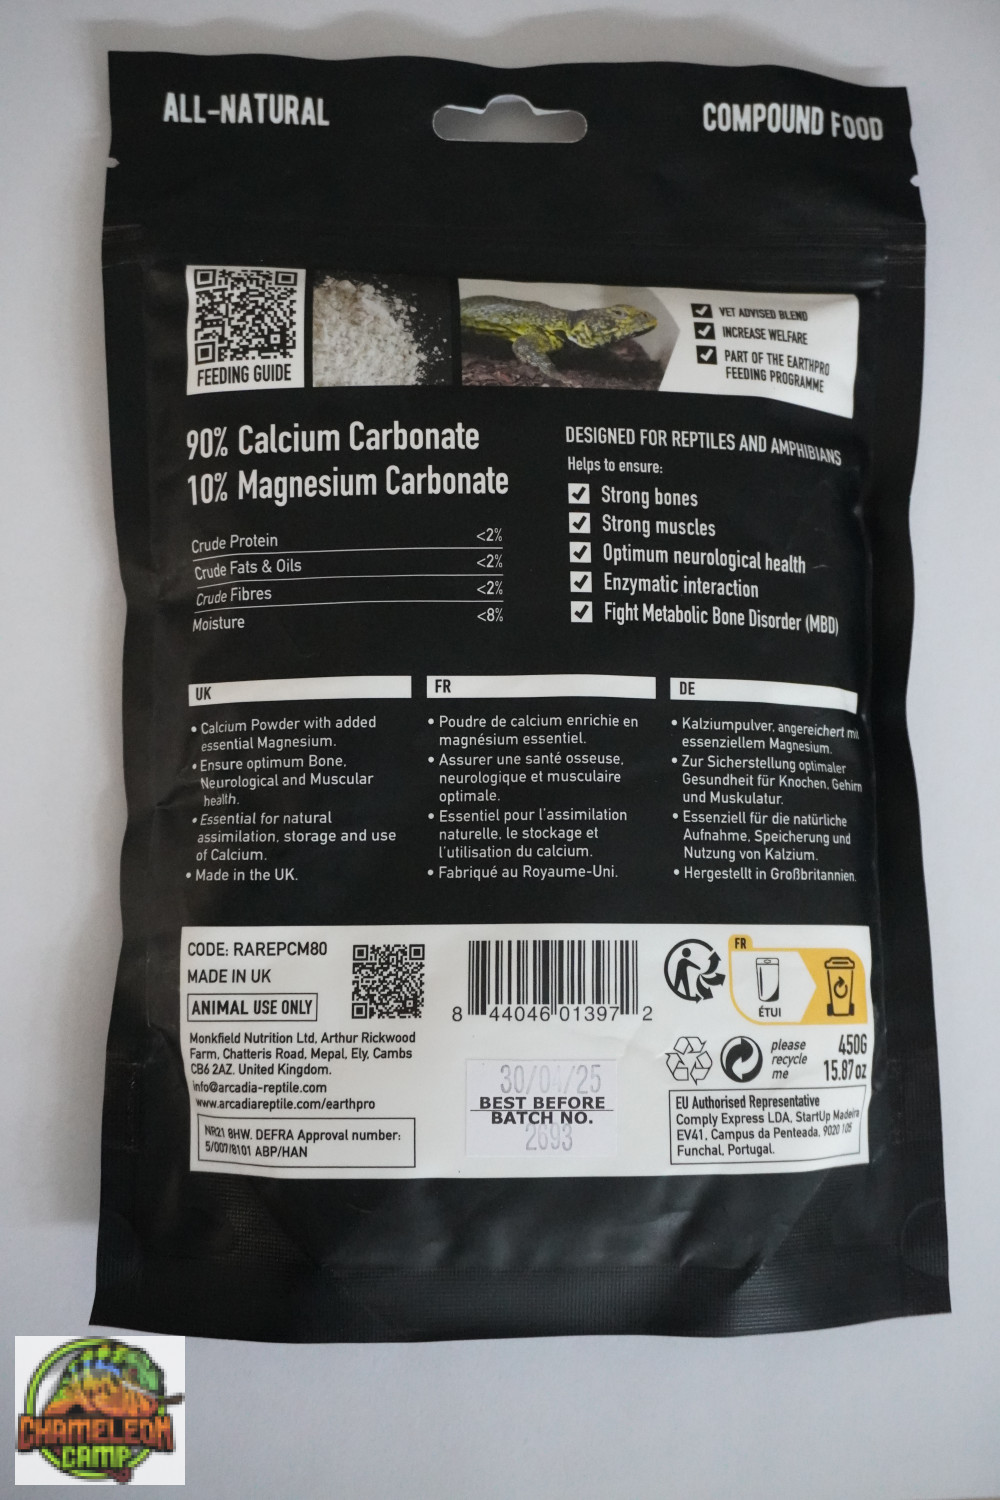 ALL-NATURAL
COMPOUND FOOD
FEEDING GUIDE
VET ADVISED BLEND
INCREASE WELFARE
PART OF THE EARTHPRO
FEEDING PROGRAMME
90% Calcium Carbonate
10% Magnesium Carbonate
Crude Protein <2%
Crude Fats & Oils <2%
Crude Fibres <2%
Moisture <8%
DESIGNED FOR REPTILES AND AMPHIBIANS
Helps to ensure:
Strong bones
Strong muscles
Optimum neurological health
Enzymatic interaction
Fight Metabolic Bone Disorder (MBD)
UK
• Calcium Powder with added
essential Magnesium.
• Ensure optimum Bone,
Neurological and Muscular
health.
• Essential for natural
assimilation, storage and use
of Calcium.
• Made in the UK.
FR
• Poudre de calcium enrichie en
magnésium essentiel.
• Assurer une santé osseuse,
neurologique et musculaire
optimale.
• Essentiel pour l'assimilation
naturelle, le stockage et
l'utilisation du calcium.
• Fabriqué au Royaume-Uni.
DE
• Kalziumpulver, angereichert mi
essenziellem Magnesium.
• Zur Sicherstellung optimaler
Gesundheit für Knochen, Gehirn
und Muskulatur.
• Essenziell für die natürliche
Aufnahme, Speicherung und
Nutzung von Kalzium.
• Hergestellt in Großbritannien.
CODE: RAREPCM80
MADE IN UK
ANIMAL USE ONLY
Monkfield Nutrition Ltd, Arthur Rickwood
Farm, Chatteris Road, Mepal, Ely, Cambs
CB6 2AZ. United Kingdom.
info@arcadia-reptile.com
www.arcadiareptile.com/earthpro
NR21 8HW. DEFRA Approval number:
5/007/8101 ABP/HAN
8 44046 01397 2
30/04/25
BEST BEFORE
BATCH NO.
2693
FR
ÉTUI
please
recycle
me
450G
15.87oz
EU Authorised Representative
Comply Express LDA, StartUp Madeira
EV41, Campus da Penteada, 9020 105
Funchal, Portugal.
CHAMELEON
CAMP